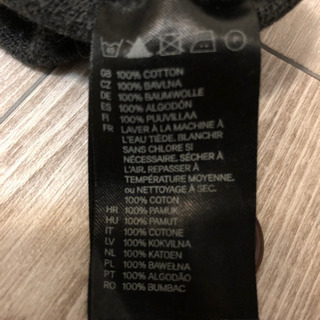 GB 100% COTTON
CZ 100% BAVLNA
DE 100% BAUMWOLLE
ES 100% ALGODÓN
FI 100% PUUVILLAA
FR LAVER À LA MACHINE À
L'EAU TIÈDE. BLANCHIR
SANS CHLORE SI
NÉCESSAIRE. SÉCHER À
L'AIR. REPASSER À
TEMPÉRATURE MOYENNE.
ou NETTOYAGE À SEC.
100% COTON
HR 100% PAMUK
HU 100% PAMUT
IT 100% COTONE
LV 100% KOKVILNA
NL 100% KATOEN
PL 100% BAWEŁNA
PT 100% ALGODÃO
RO 100% BUMBAC